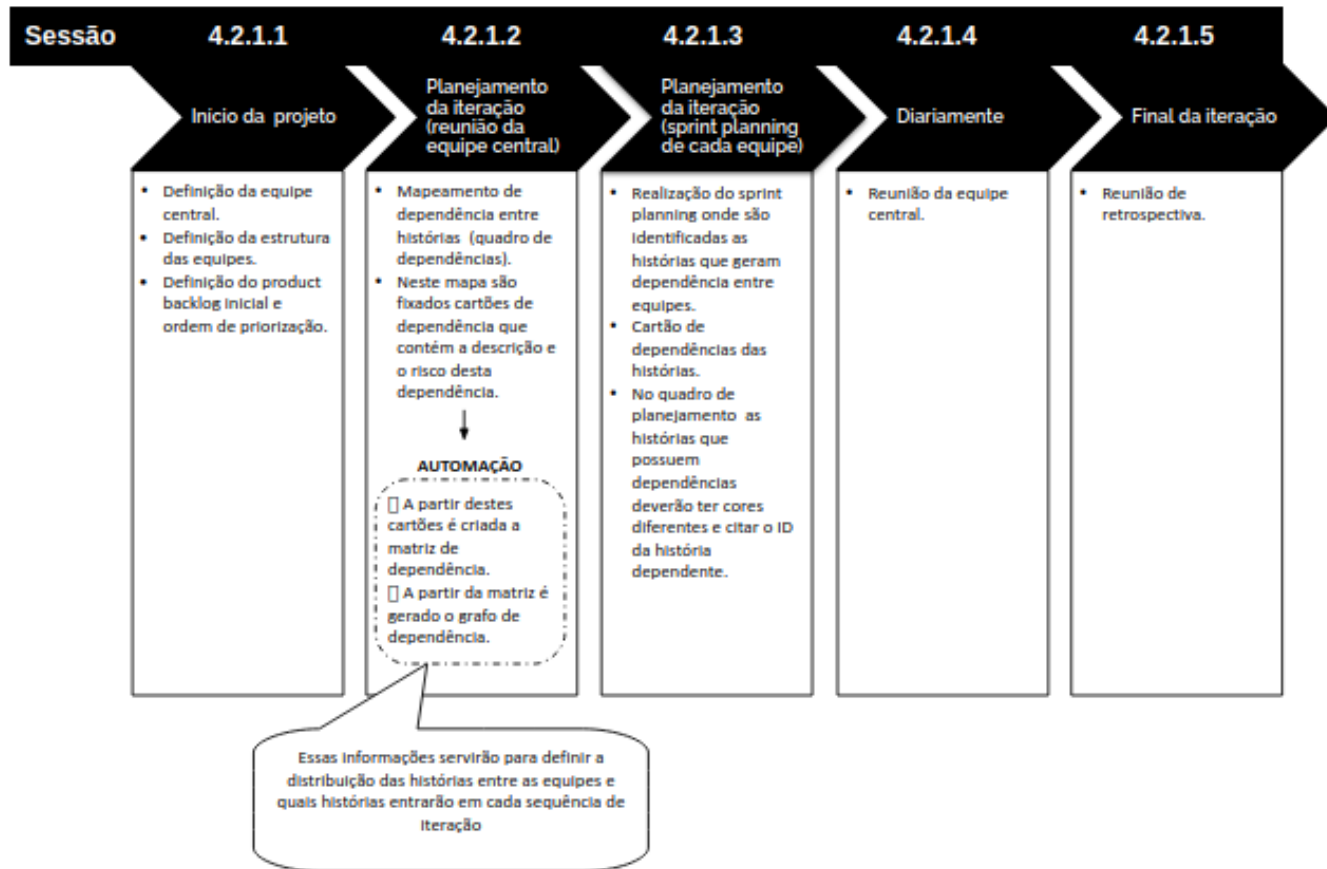 Sessão 4.2.1.1 4.2.1.2 4.2.1.3 4.2.1.4 4.2.1.5
Início da projeto
Planejamento
da iteração
(reunião da
equipe central)
Planejamento
da iteração
(sprint planning
de cada equipe)
Diariamente
Final da iteração
• Definição da equipe
central.
• Definição da estrutura
das equipes.
• Definição do product
backlog inicial e
ordem de priorização.
• Mapeamento de
dependência entre
histórias (quadro de
dependências).
• Neste mapa são
fixados cartões de
dependência que
contém a descrição e
o risco desta
dependência.
AUTOMAÇÃO
A partir destes
cartões é criada a
matriz de
dependência.
A partir da matriz é
gerado o grafo de
dependência.
• Realização do sprint
planning onde são
identificadas as
histórias que geram
dependência entre
equipes.
• Cartão de
dependências das
histórias.
• No quadro de
planejamento as
histórias que
possuem
dependências
deverão ter cores
diferentes e citar o ID
da história
dependente.
• Reunião da equipe
central.
• Reunião de
retrospectiva.
Essas informações servirão para definir a
distribuição das histórias entre as equipes e
quais histórias entrarão em cada sequência de
iteração